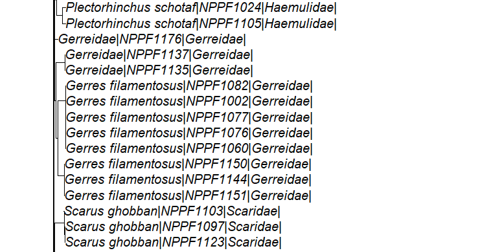 Plectorhinchus schotaf|NPPF1024|Haemulidae|
Plectorhinchus schotaf|NPPF1105|Haemulidae|
Gerreidae|NPPF1176|Gerreidae|
Gerreidae|NPPF1137|Gerreidae|
Gerreidae|NPPF1135|Gerreidae|
Gerres filamentosus|NPPF1082|Gerreidae|
Gerres filamentosus|NPPF1002|Gerreidae|
Gerres filamentosus|NPPF1077|Gerreidae|
Gerres filamentosus|NPPF1076|Gerreidae|
Gerres filamentosus|NPPF1060|Gerreidae|
Gerres filamentosus|NPPF1150|Gerreidae|
Gerres filamentosus|NPPF1144|Gerreidae|
Gerres filamentosus|NPPF1151|Gerreidae|
Scarus ghobban|NPPF1103|Scaridae|
Scarus ghobban|NPPF1097|Scaridae|
Scarus ghobban|NPPF1123|Scaridae|